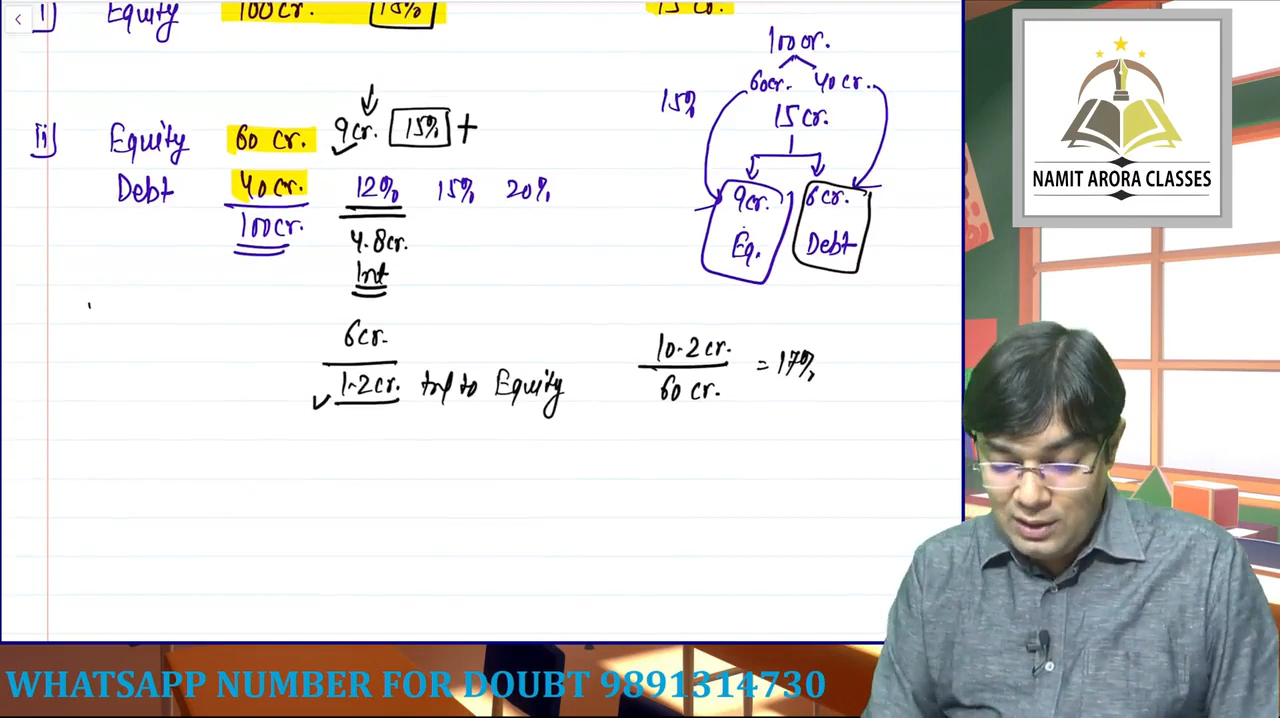 i] Equity 100cr. 15% 15 cr.
100cr.
60cr. 40cr.
15%
15cr.
9cr. 6cr.
Eq. Debt
ii] Equity 60 cr. 9cr. 15% +
Debt 40cr. 12% 15% 20%
100cr.
4.8cr.
Int
6cr.
1.2cr. trf to Equity
10.2cr.
60 cr.
= 17%
NAMIT ARORA CLASSES
WHATSAPP NUMBER FOR DOUBT 9891314730